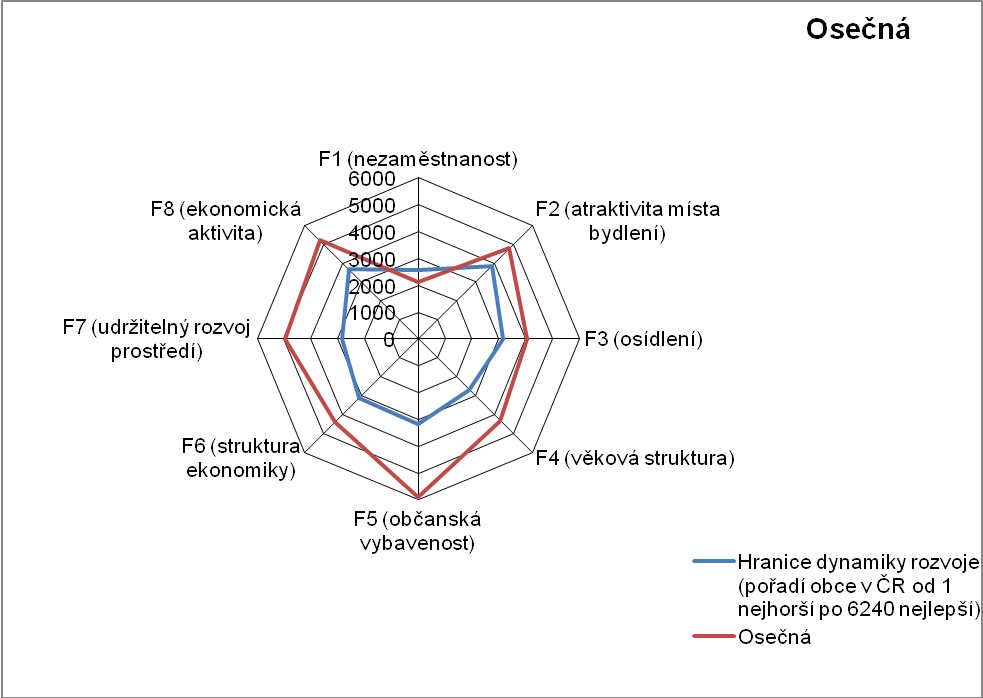 Osečná
F1 (nezaměstnanost)
6000
5000
4000
3000
2000
1000
0
F2 (atraktivita místa
bydlení)
F3 (osídlení)
F4 (věková struktura)
F5 (občanská
vybavenost)
F6 (struktura
ekonomiky)
F7 (udržitelný rozvoj
prostředí)
F8 (ekonomická
aktivita)
Hranice dynamiky rozvoje
(pořadí obce v ČR od 1
nejhorší po 6240 nejlepší)
Osečná